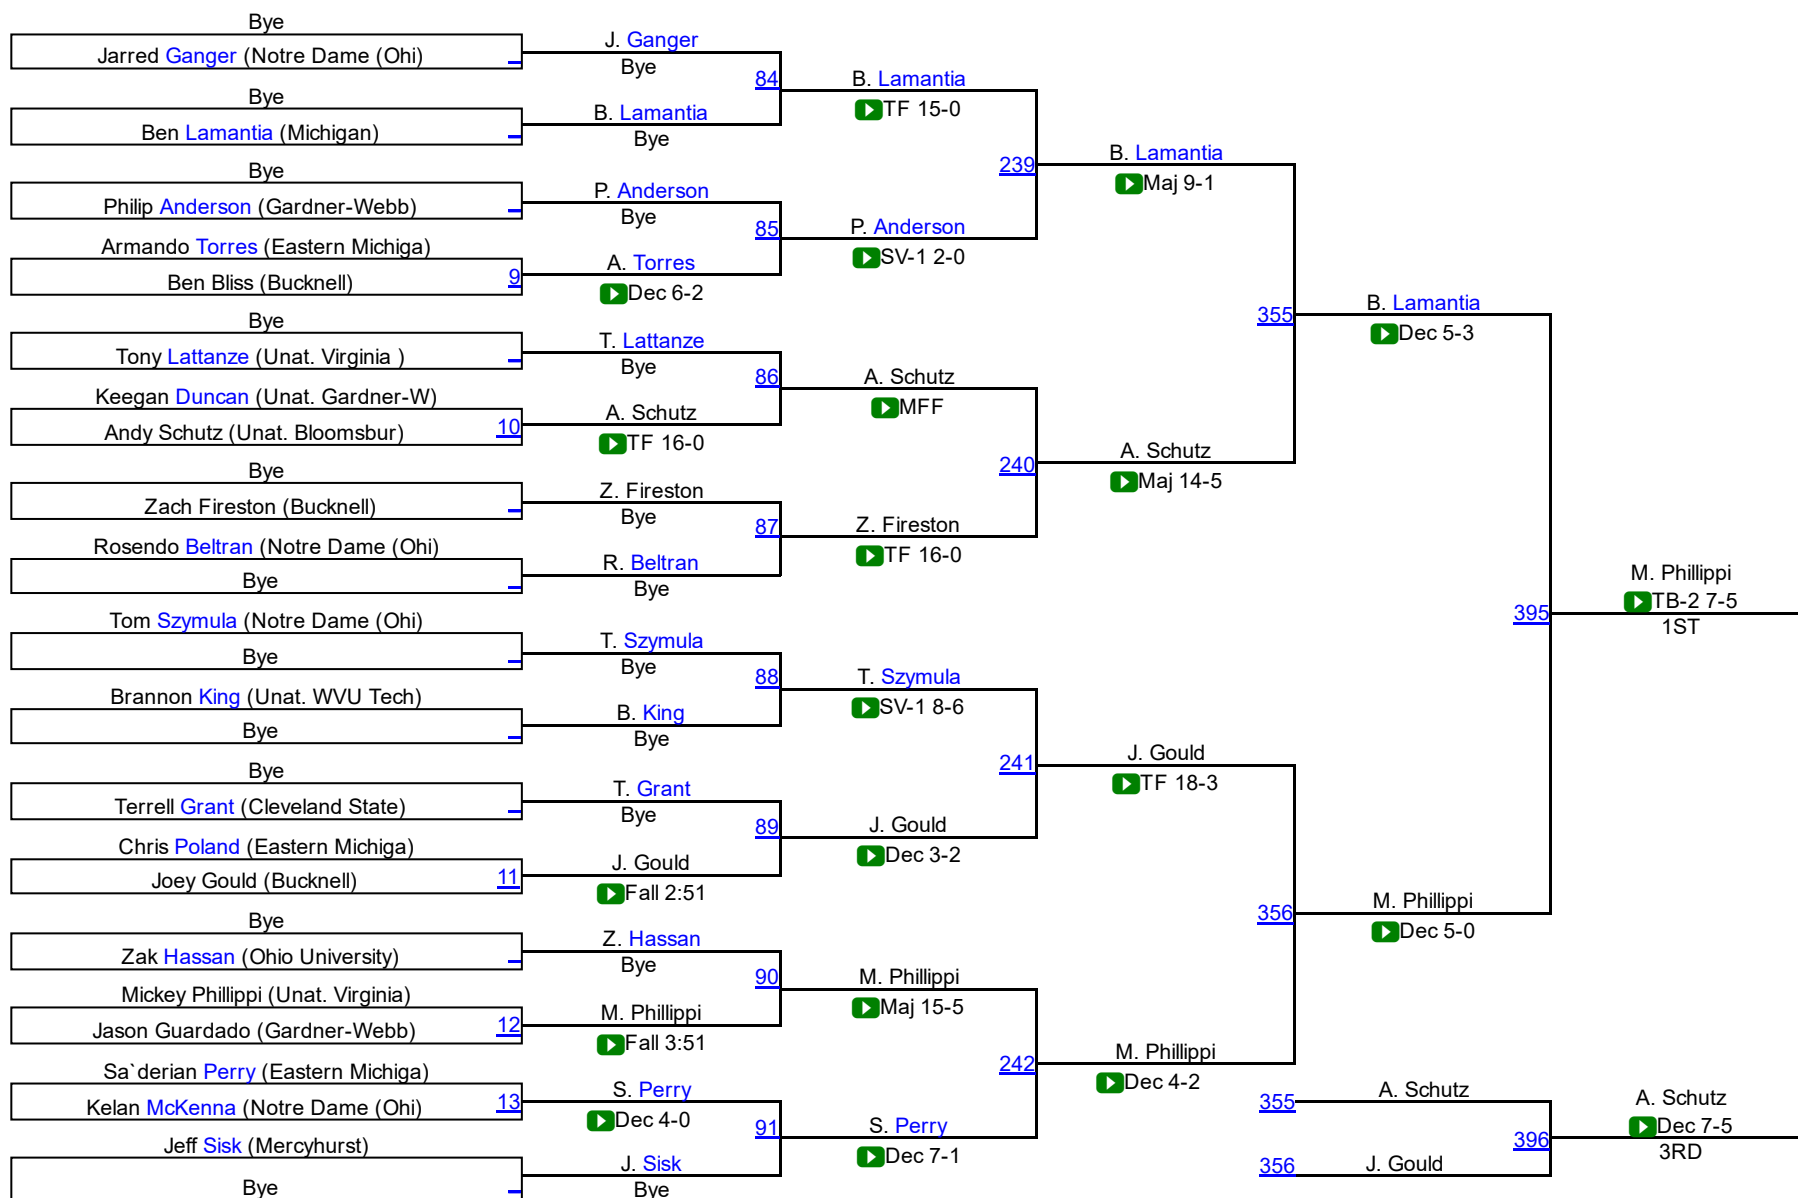 Bye
Jarred Ganger (Notre Dame (Ohi)
Bye
Ben Lamantia (Michigan)
Bye
Philip Anderson (Gardner-Webb)
Armando Torres (Eastern Michiga)
Ben Bliss (Bucknell)
9
Bye
Tony Lattanze (Unat. Virginia )
Keegan Duncan (Unat. Gardner-W)
Andy Schutz (Unat. Bloomsbur)
10
Bye
Zach Fireston (Bucknell)
Rosendo Beltran (Notre Dame (Ohi)
Bye
Tom Szymula (Notre Dame (Ohi)
Bye
Brannon King (Unat. WVU Tech)
Bye
Bye
Terrell Grant (Cleveland State)
Chris Poland (Eastern Michiga)
Joey Gould (Bucknell)
11
Bye
Zak Hassan (Ohio University)
Mickey Phillippi (Unat. Virginia)
Jason Guardado (Gardner-Webb)
12
Sa`derian Perry (Eastern Michiga)
Kelan McKenna (Notre Dame (Ohi)
13
Jeff Sisk (Mercyhurst)
Bye
J. Ganger
Bye
84
B. Lamantia
Bye
P. Anderson
Bye
85
A. Torres
Dec 6-2
T. Lattanze
Bye
86
A. Schutz
TF 16-0
Z. Fireston
Bye
87
R. Beltran
Bye
T. Szymula
Bye
88
B. King
Bye
T. Grant
Bye
89
J. Gould
Fall 2:51
Z. Hassan
Bye
90
M. Phillippi
Fall 3:51
S. Perry
Dec 4-0
91
J. Sisk
Bye
B. Lamantia
TF 15-0
239
P. Anderson
SV-1 2-0
A. Schutz
MFF
240
Z. Fireston
TF 16-0
T. Szymula
SV-1 8-6
241
J. Gould
Dec 3-2
M. Phillippi
Maj 15-5
242
S. Perry
Dec 7-1
B. Lamantia
Maj 9-1
355
A. Schutz
Maj 14-5
J. Gould
TF 18-3
356
M. Phillippi
Dec 4-2
B. Lamantia
Dec 5-3
395
M. Phillippi
Dec 5-0
M. Phillippi
TB-2 7-5
1ST
355
A. Schutz
396
356
J. Gould
A. Schutz
Dec 7-5
3RD